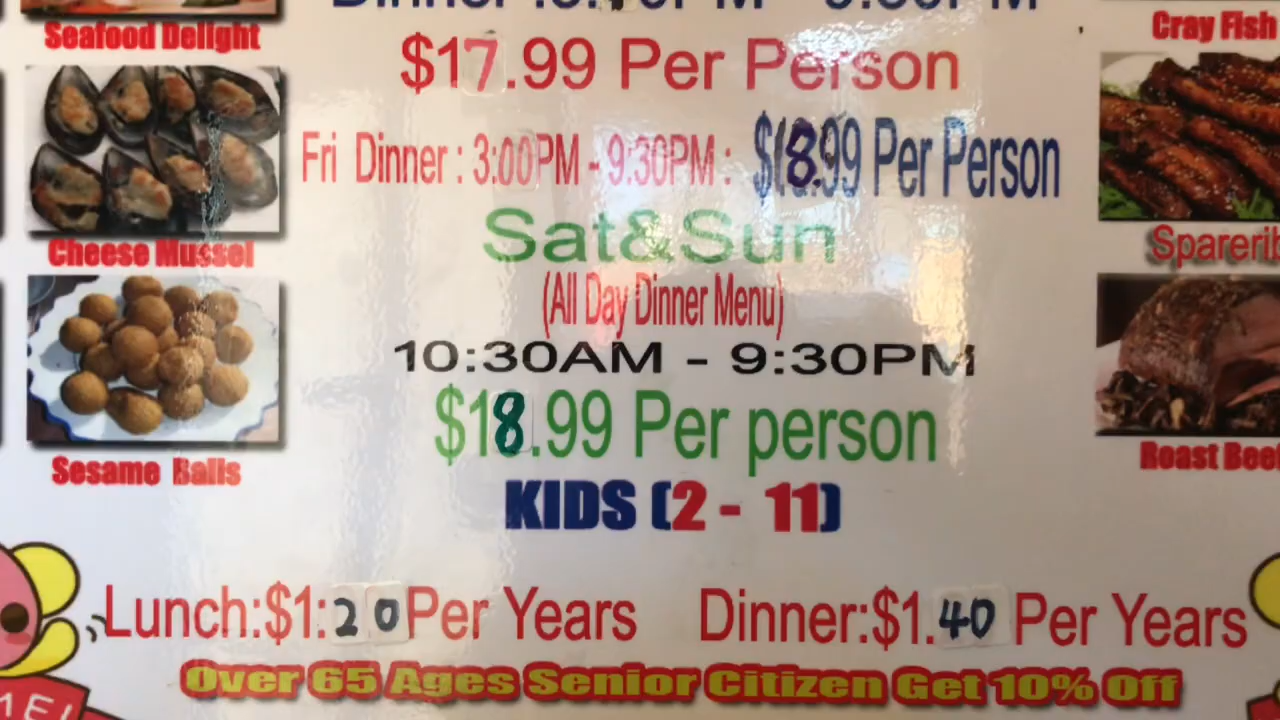 Seafood Delight
Cheese Mussel
Sesame Balls
$17.99 Per Person
Fri Dinner : 3:00PM - 9:30PM : $18.99 Per Person
Sat&Sun
(All Day Dinner Menu)
10:30AM - 9:30PM
$18.99 Per person
KIDS (2 - 11)
Lunch:$1:20 Per Years Dinner:$1.40 Per Years
Over 65 Ages Senior Citizen Get 10% Off
Cray Fish